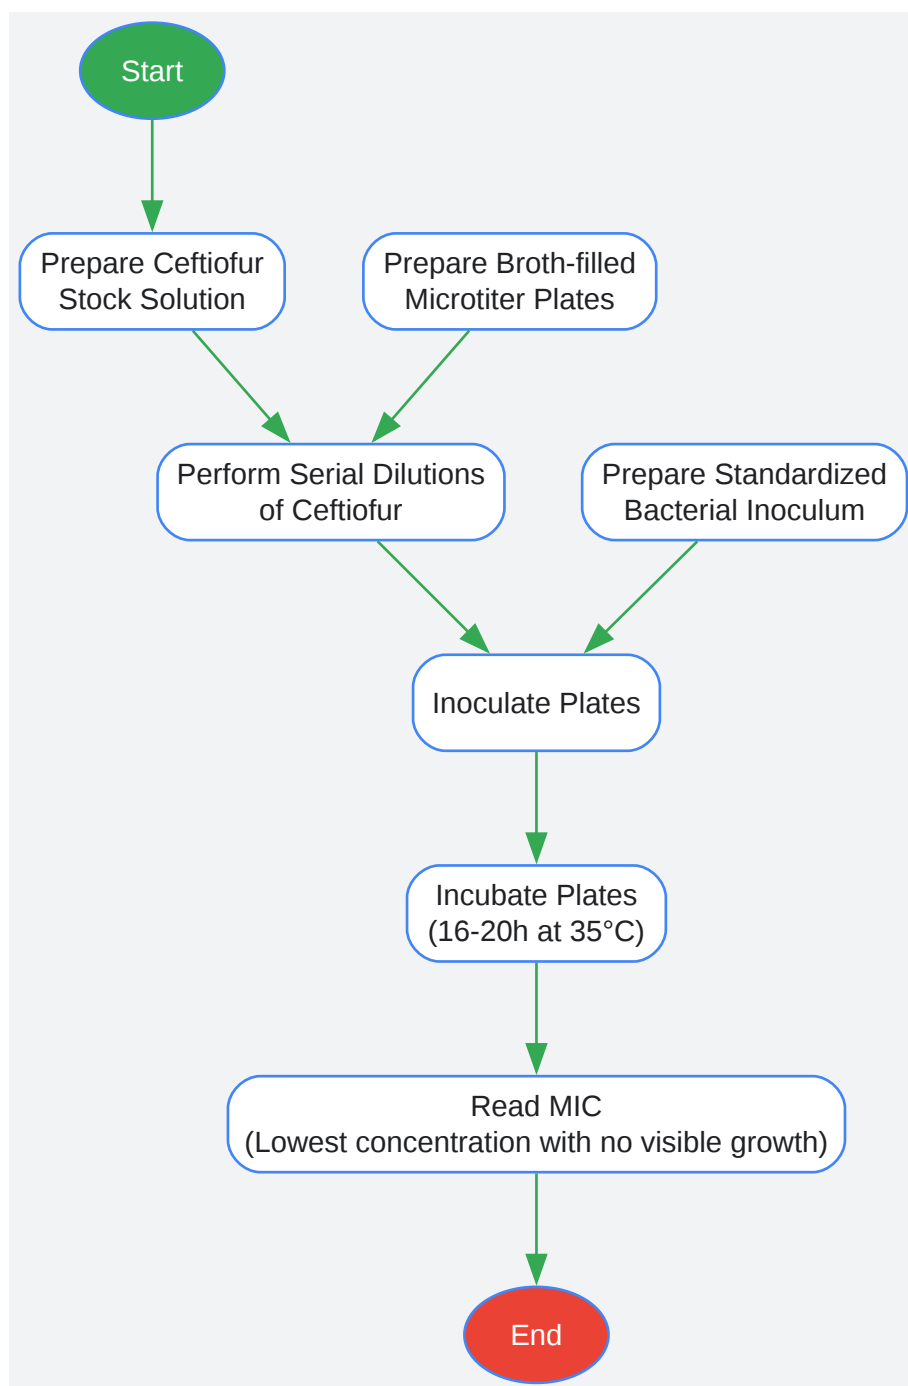 Start
Prepare Ceftiofur
Stock Solution
Prepare Broth-filled
Microtiter Plates
Perform Serial Dilutions
of Ceftiofur
Prepare Standardized
Bacterial Inoculum
Inoculate Plates
Incubate Plates
(16-20h at 35°C)
Read MIC
(Lowest concentration with no visible growth)
End